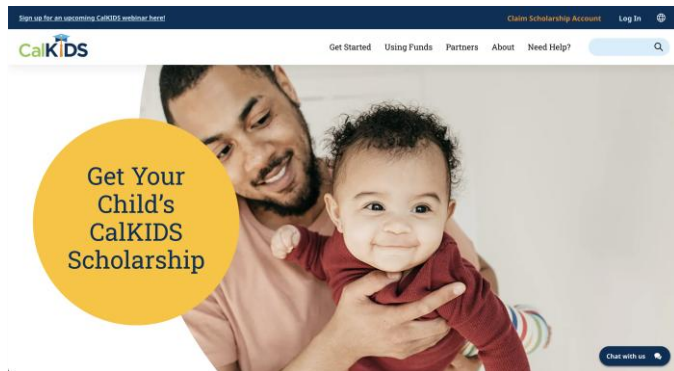 Sign up for an upcoming CalKIDS webinar here!
Claim Scholarship Account
Log In
CalKIDS
Get Started
Using Funds
Partners
About
Need Help?
Get Your
Child's
CalKIDS
Scholarship
Chat with us